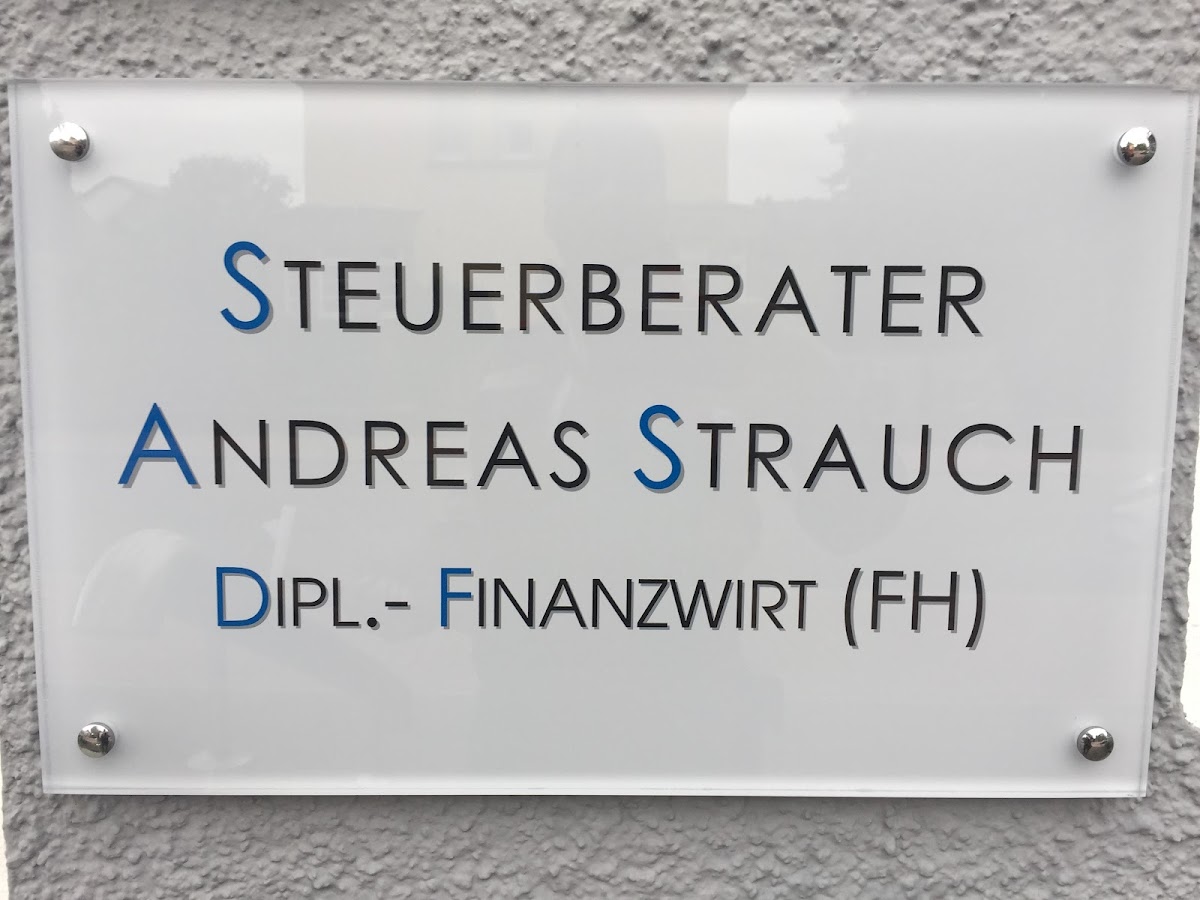 STEUERBERATER
ANDREAS STRAUCH
DIPL.- FINANZWIRT (FH)